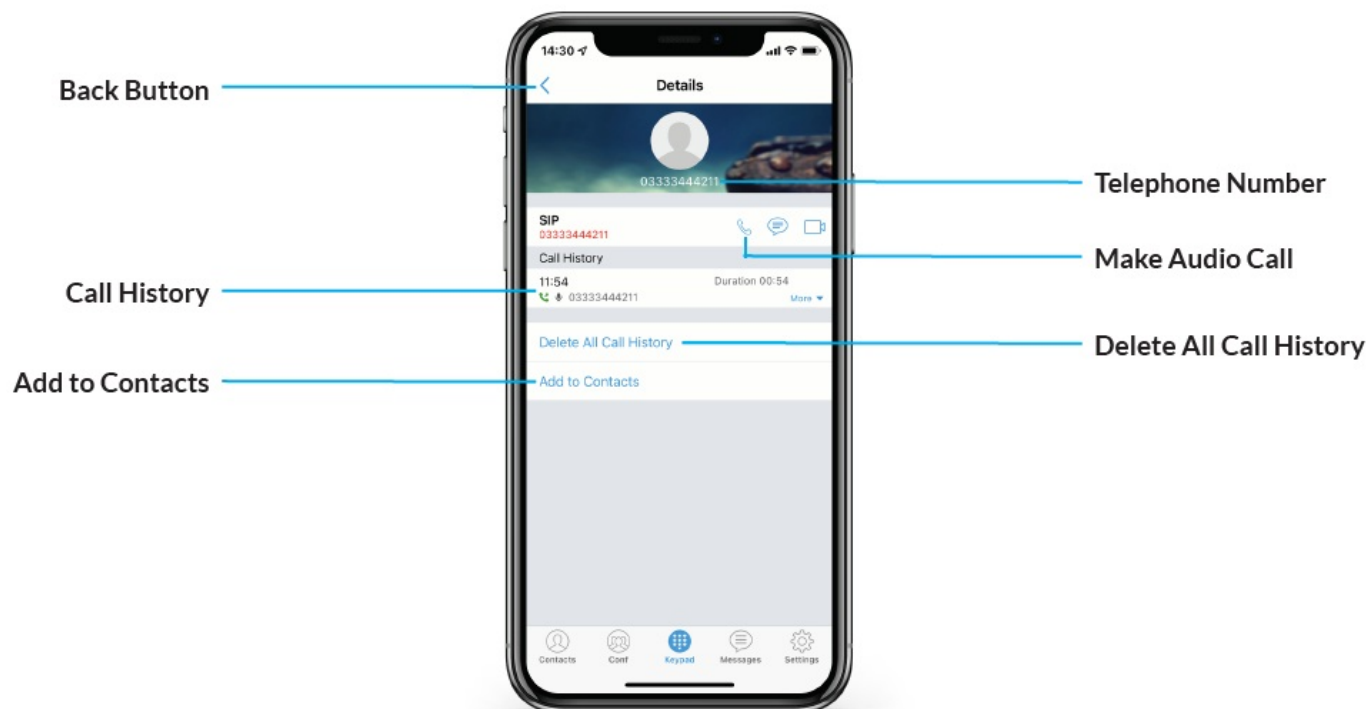 14:30
Back Button
Details
03333444211
Telephone Number
SIP
03333444211
Make Audio Call
Call History
11:54 Duration 00:54
Call History
03333444211 More
Delete All Call History
Delete All Call History
Add to Contacts
Add to Contacts
Contacts Conf Keypad Messages Settings